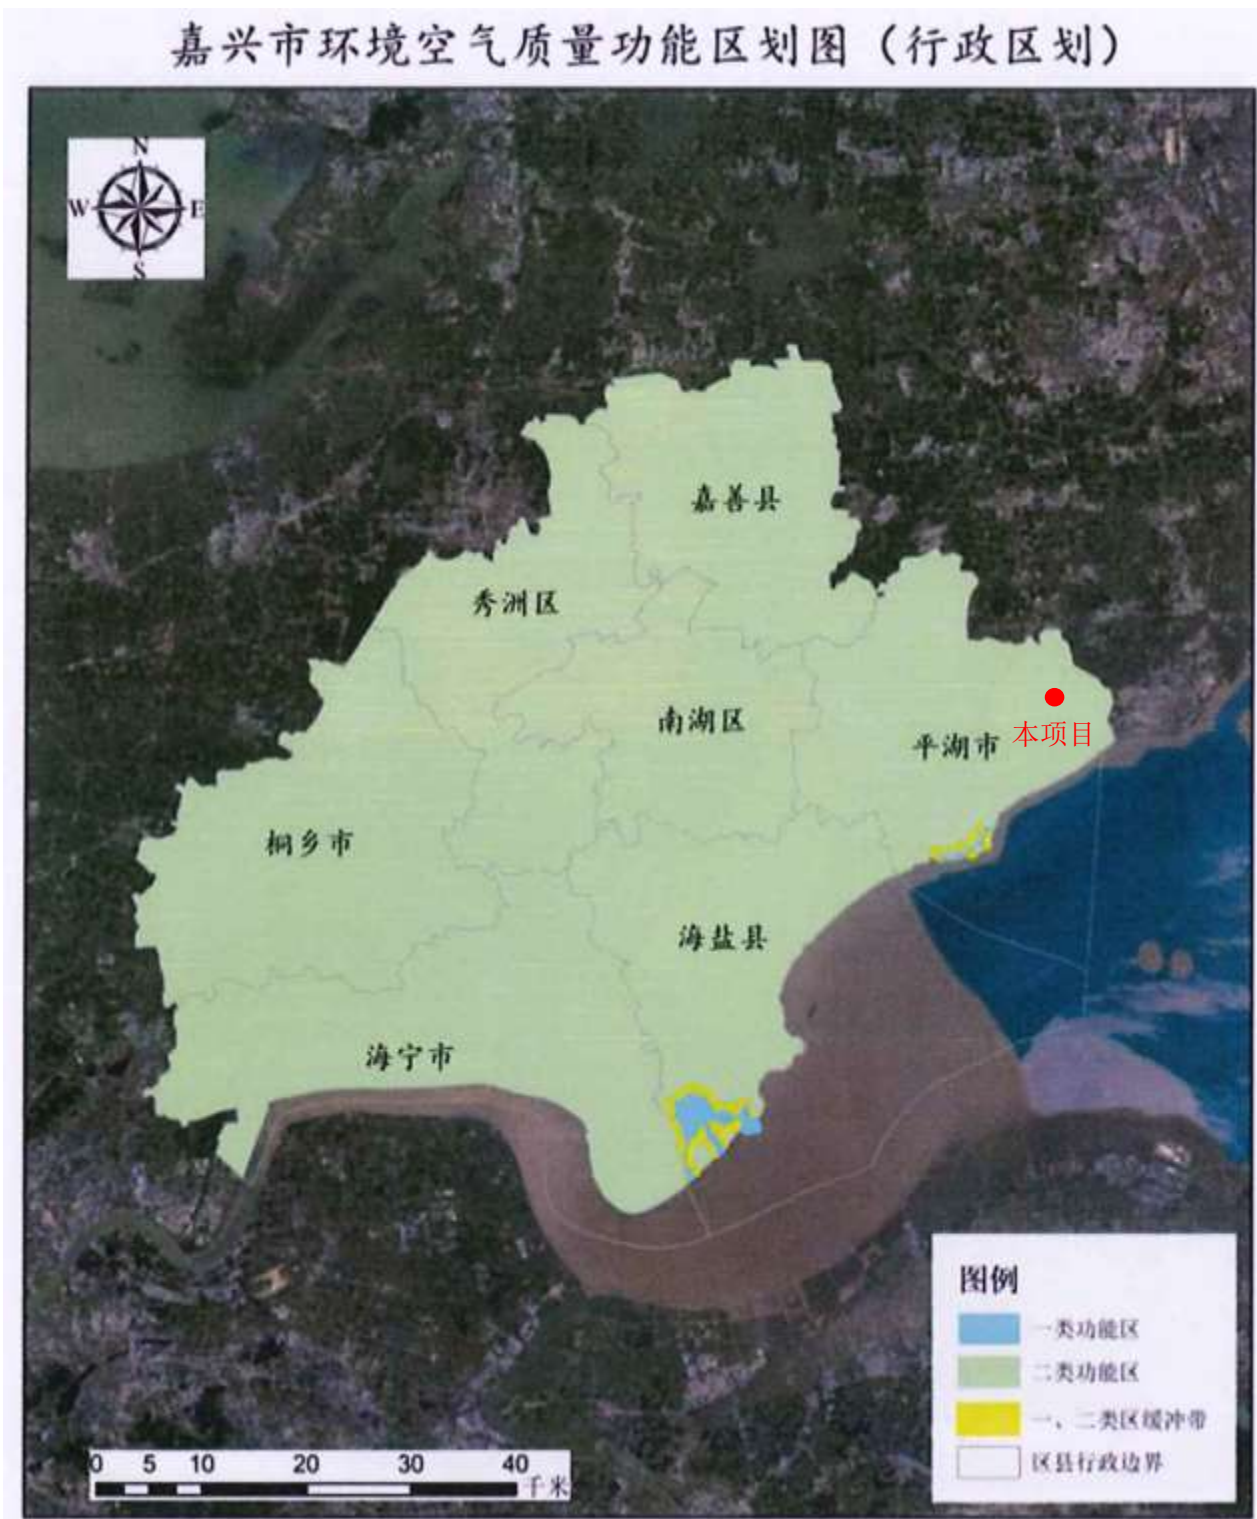 嘉兴市环境空气质量功能区划图（行政区划）
N
W E
S
嘉善县
秀洲区
南湖区
平湖市
本项目
桐乡市
海盐县
海宁市
图例
一类功能区
二类功能区
一、二类区缓冲带
区县行政边界
0 5 10 20 30 40
千米